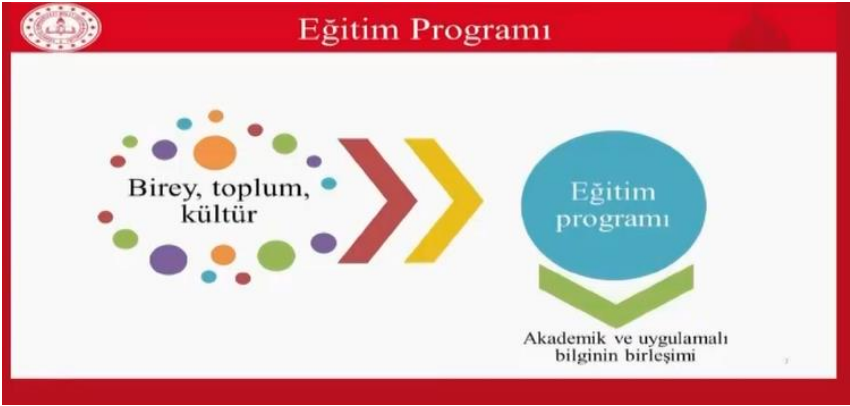 Eğitim Programı
Birey, toplum,
kültür
Eğitim
programı
Akademik ve uygulamalı
bilginin birleşimi